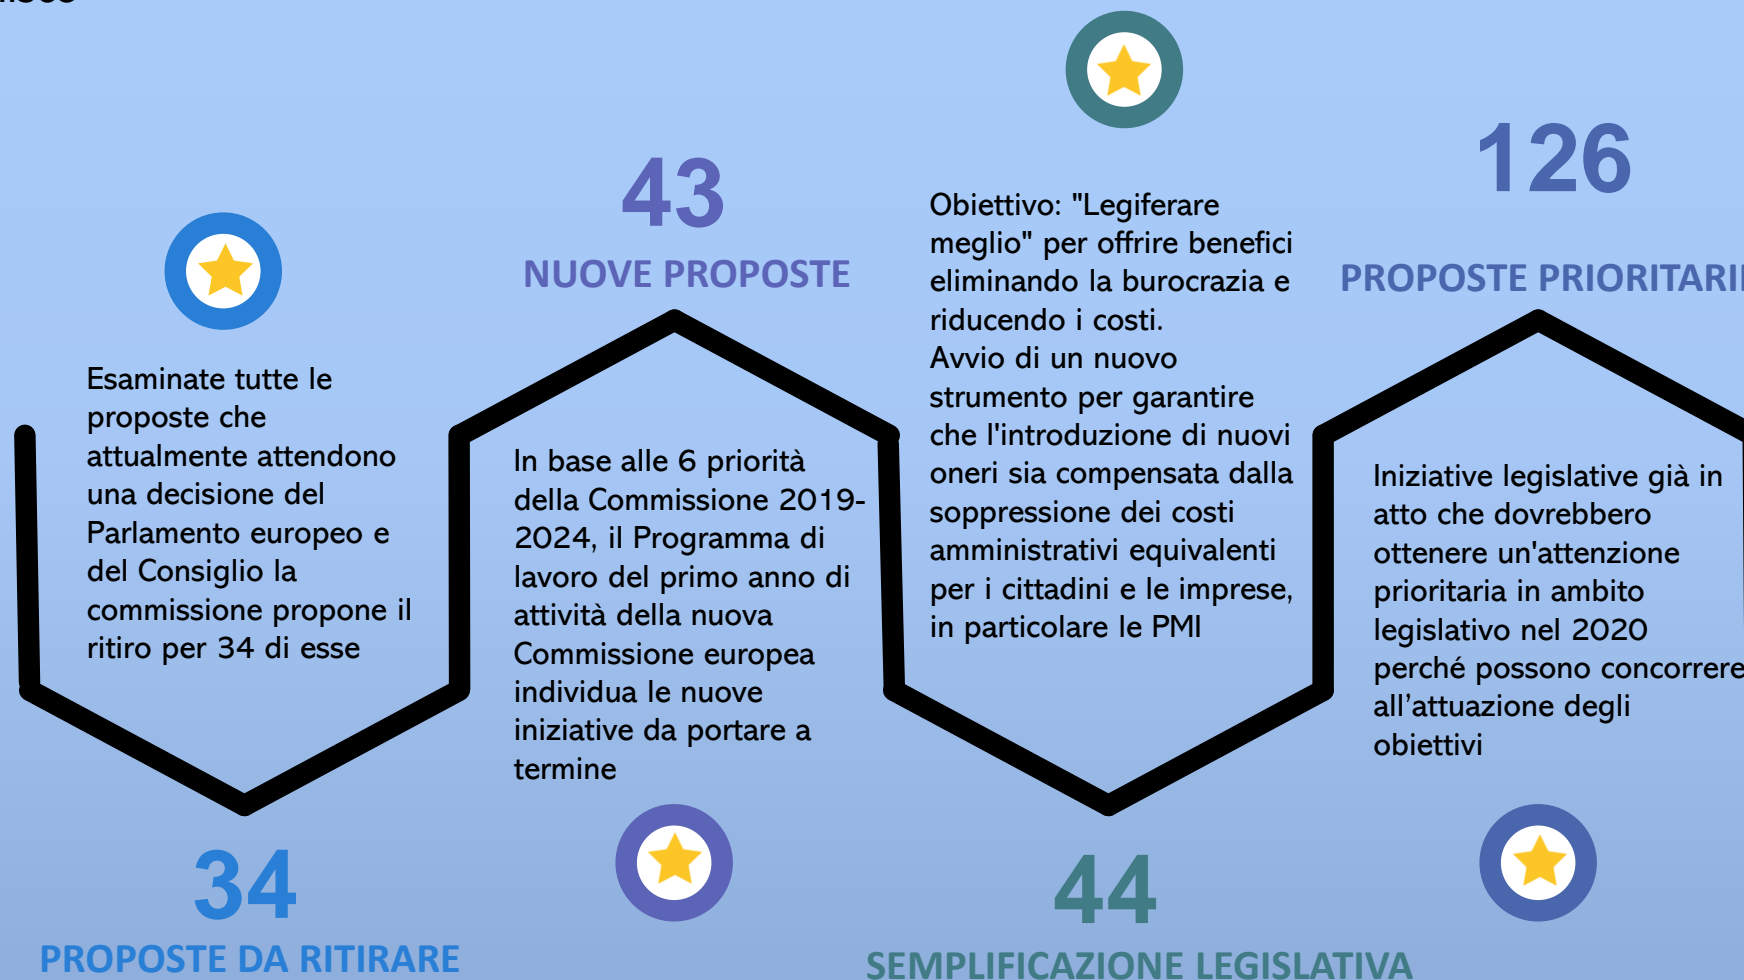 Esaminate tutte le
proposte che
attualmente attendono
una decisione del
Parlamento europeo e
del Consiglio la
commissione propone il
ritiro per 34 di esse
34
PROPOSTE DA RITIRARE
43
NUOVE PROPOSTE
In base alle 6 priorità
della Commissione 2019-
2024, il Programma di
lavoro del primo anno di
attività della nuova
Commissione europea
individua le nuove
iniziative da portare a
termine
Obiettivo: "Legiferare
meglio" per offrire benefici
eliminando la burocrazia e
riducendo i costi.
Avvio di un nuovo
strumento per garantire
che l'introduzione di nuovi
oneri sia compensata dalla
soppressione dei costi
amministrativi equivalenti
per i cittadini e le imprese,
in particolare le PMI
44
SEMPLIFICAZIONE LEGISLATIVA
126
PROPOSTE PRIORITARIE
Iniziative legislative già in
atto che dovrebbero
ottenere un'attenzione
prioritaria in ambito
legislativo nel 2020
perché possono concorrere
all’attuazione degli
obiettivi